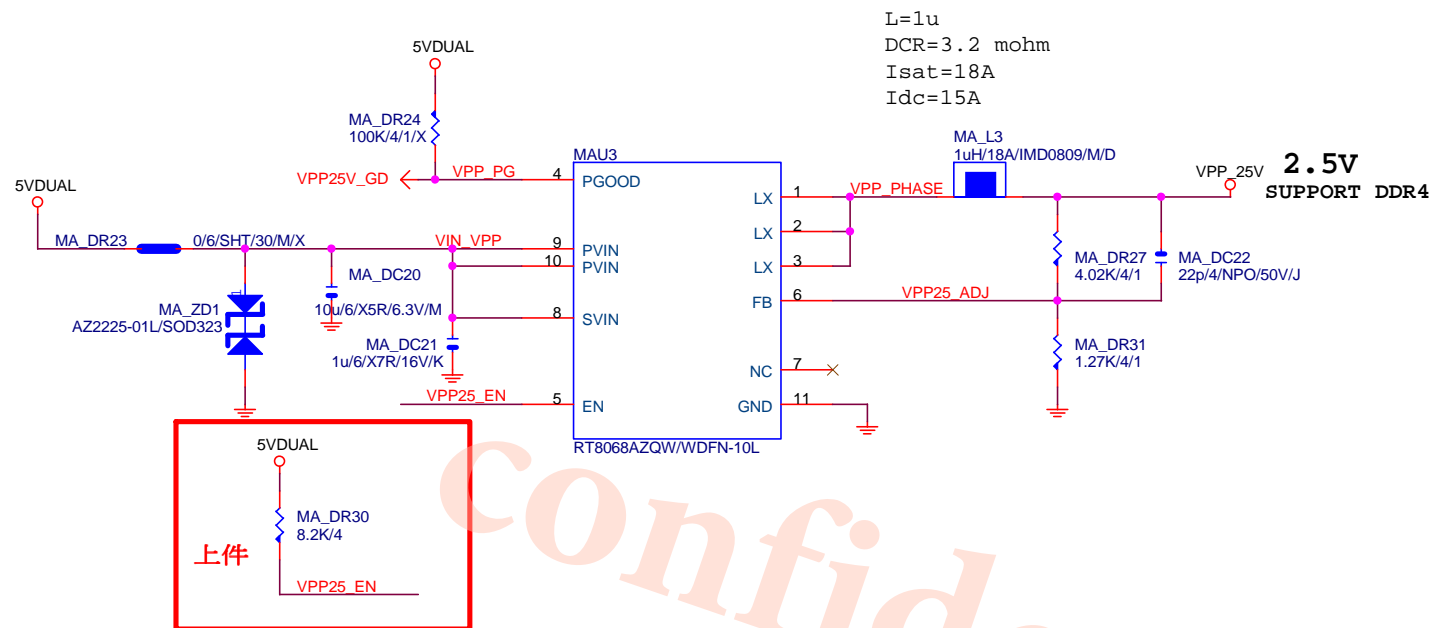 L=1u
DCR=3.2 mohm
Isat=18A
Idc=15A
5VDUAL
MA_DR24
100K/4/1/X
VPP25V_GD
VPP_PG
4
MAU3
PGOOD
5VDUAL
MA_DR23
0/6/SHT/30/M/X
VIN_VPP
9
PVIN
10
PVIN
MA_DC20
10u/6/X5R/6.3V/M
MA_ZD1
AZ2225-01L/SOD323
8
SVIN
MA_DC21
1u/6/X7R/16V/K
VPP25_EN
5
EN
LX
1
VPP_PHASE
LX
2
LX
3
FB
6
VPP25_ADJ
NC
7
GND
11
RT8068AZQW/WDFN-10L
MA_L3
1uH/18A/IMD0809/M/D
VPP_25V
2.5V
SUPPORT DDR4
MA_DR27
4.02K/4/1
MA_DC22
22p/4/NPO/50V/J
MA_DR31
1.27K/4/1
5VDUAL
MA_DR30
8.2K/4
上件
VPP25_EN
confid